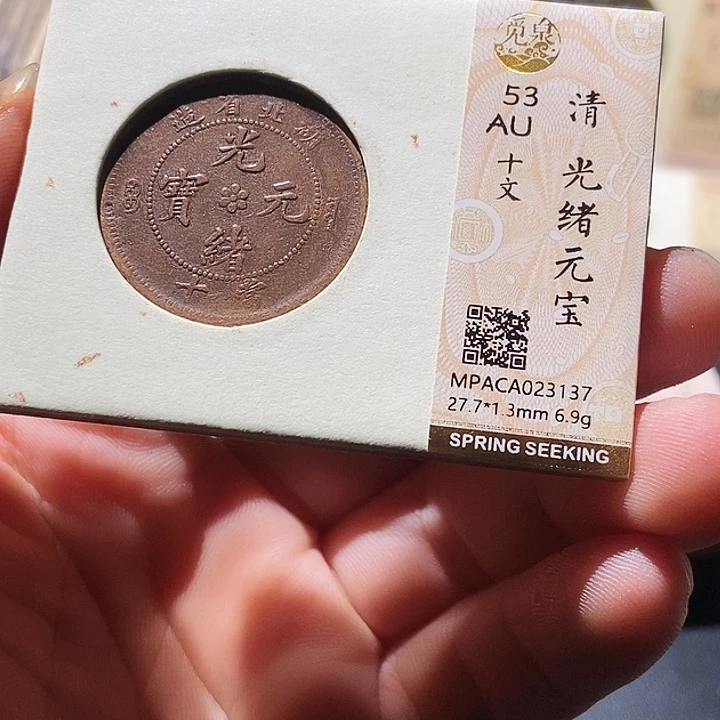 湖北省造
光緒元寶
當十
觅泉
53
AU
十文
清 光绪元宝
MPACA023137
27.7*1.3mm 6.9g
SPRING SEEKING